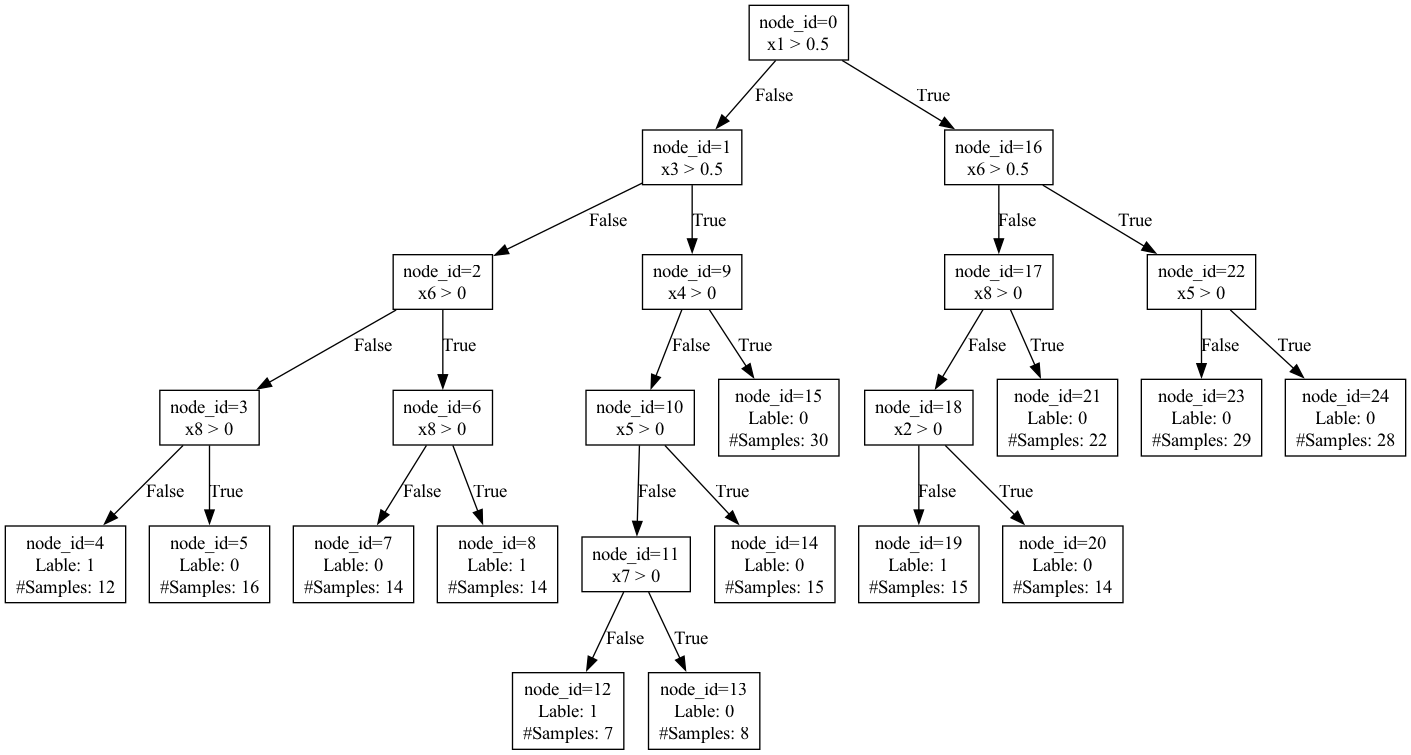 node_id=0
x1 > 0.5
False
True
node_id=1
x3 > 0.5
node_id=16
x6 > 0.5
False
True
False
True
node_id=2
x6 > 0
node_id=9
x4 > 0
node_id=17
x8 > 0
node_id=22
x5 > 0
False
True
False
True
False
True
False
True
node_id=3
x8 > 0
node_id=6
x8 > 0
node_id=10
x5 > 0
node_id=15
Lable: 0
#Samples: 30
node_id=18
x2 > 0
node_id=21
Lable: 0
#Samples: 22
node_id=23
Lable: 0
#Samples: 29
node_id=24
Lable: 0
#Samples: 28
False
True
False
True
False
True
False
True
node_id=4
Lable: 1
#Samples: 12
node_id=5
Lable: 0
#Samples: 16
node_id=7
Lable: 0
#Samples: 14
node_id=8
Lable: 1
#Samples: 14
node_id=11
x7 > 0
node_id=14
Lable: 0
#Samples: 15
node_id=19
Lable: 1
#Samples: 15
node_id=20
Lable: 0
#Samples: 14
False
True
node_id=12
Lable: 1
#Samples: 7
node_id=13
Lable: 0
#Samples: 8